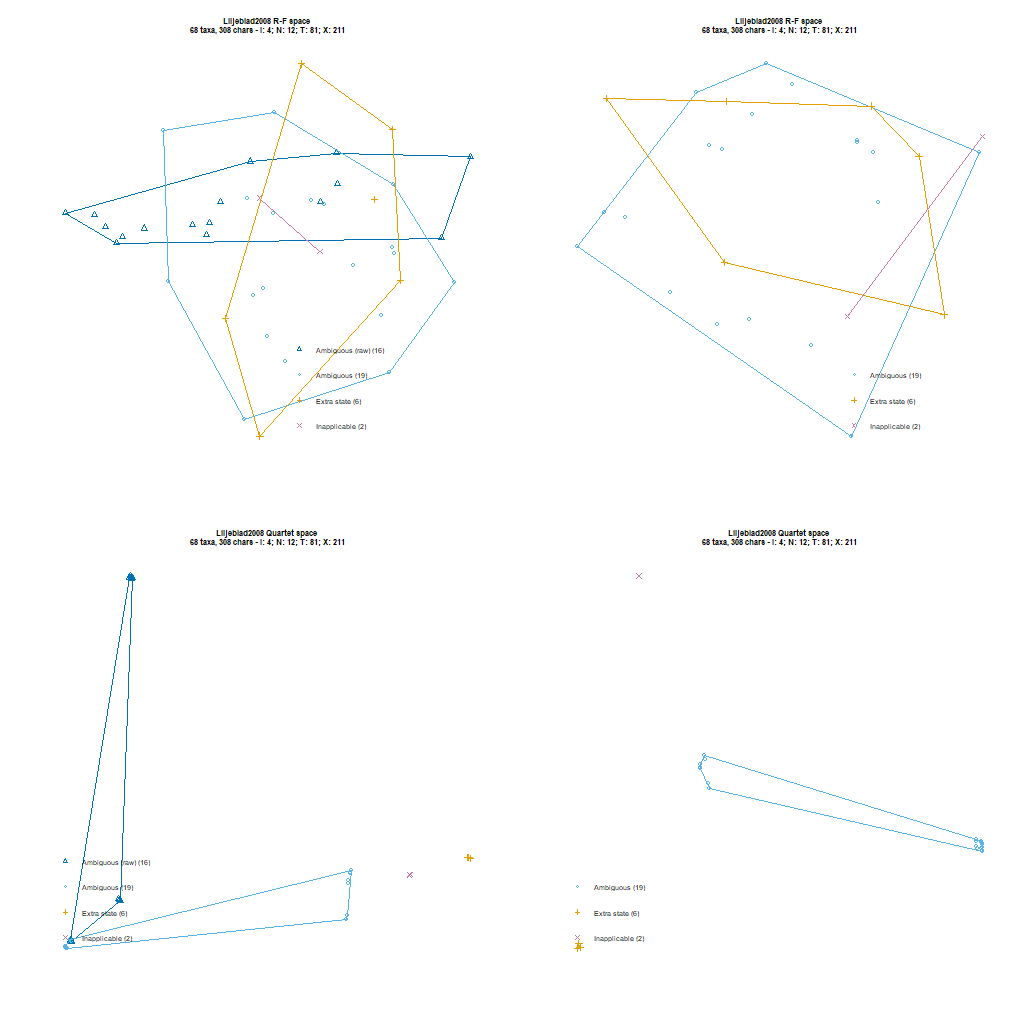 Liljeblad2008 R-F space
68 taxa, 308 chars - I: 4; N: 12; T: 81; X: 211
Ambiguous (raw) (16)
Ambiguous (19)
Extra state (6)
Inapplicable (2)
Liljeblad2008 R-F space
68 taxa, 308 chars - I: 4; N: 12; T: 81; X: 211
Ambiguous (19)
Extra state (6)
Inapplicable (2)
Liljeblad2008 Quartet space
68 taxa, 308 chars - I: 4; N: 12; T: 81; X: 211
Ambiguous (raw) (16)
Ambiguous (19)
Extra state (6)
Inapplicable (2)
Liljeblad2008 Quartet space
68 taxa, 308 chars - I: 4; N: 12; T: 81; X: 211
Ambiguous (19)
Extra state (6)
Inapplicable (2)